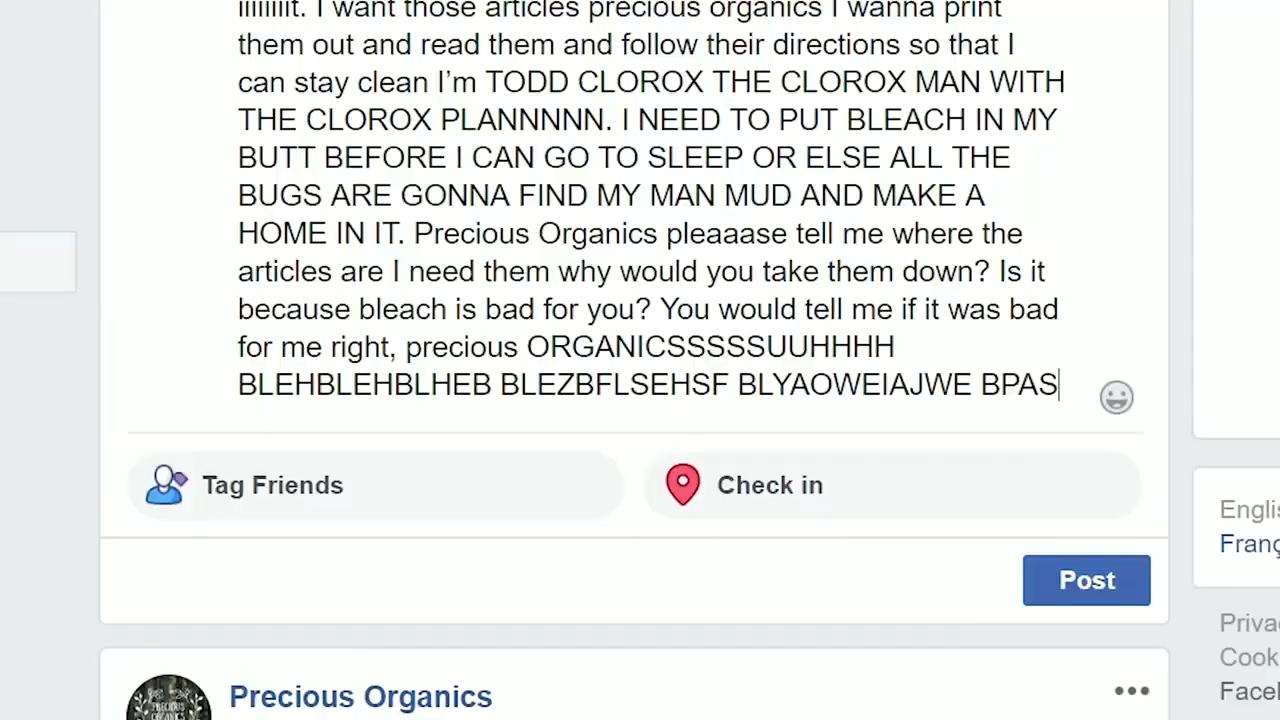 iiiiiiiit. I want those articles precious organics I wanna print
them out and read them and follow their directions so that I
can stay clean I’m TODD CLOROX THE CLOROX MAN WITH
THE CLOROX PLANNNNN. I NEED TO PUT BLEACH IN MY
BUTT BEFORE I CAN GO TO SLEEP OR ELSE ALL THE
BUGS ARE GONNA FIND MY MAN MUD AND MAKE A
HOME IN IT. Precious Organics pleaaase tell me where the
articles are I need them why would you take them down? Is it
because bleach is bad for you? You would tell me if it was bad
for me right, precious ORGANICSSSSSUUHHHH
BLEHBLEHBLHEB BLEZBFLSEHSF BLYAOWEIAJWE BPAS
Tag Friends
Check in
Post
Precious Organics
PRECIOUS
Englis
Franç
Priva
Cook
Facel